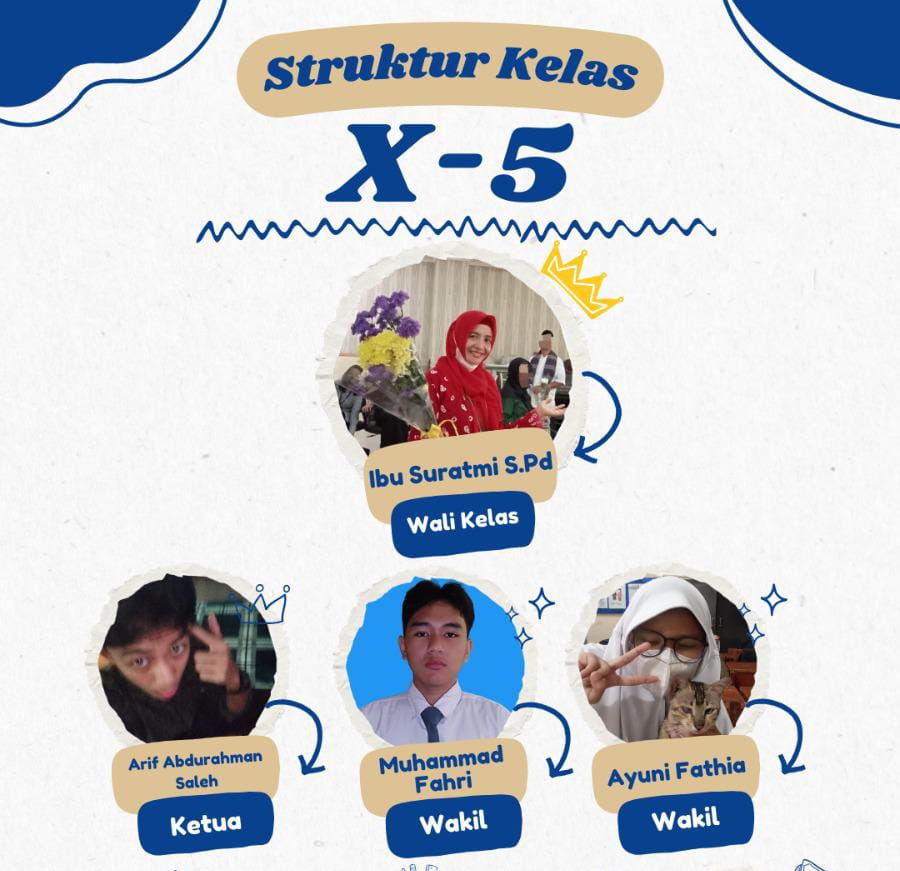 Struktur Kelas
X-5
Ibu Suratmi S.Pd
Wali Kelas
Arif Abdurahman
Saleh
Ketua
Muhammad
Fahri
Wakil
Ayuni Fathia
Wakil